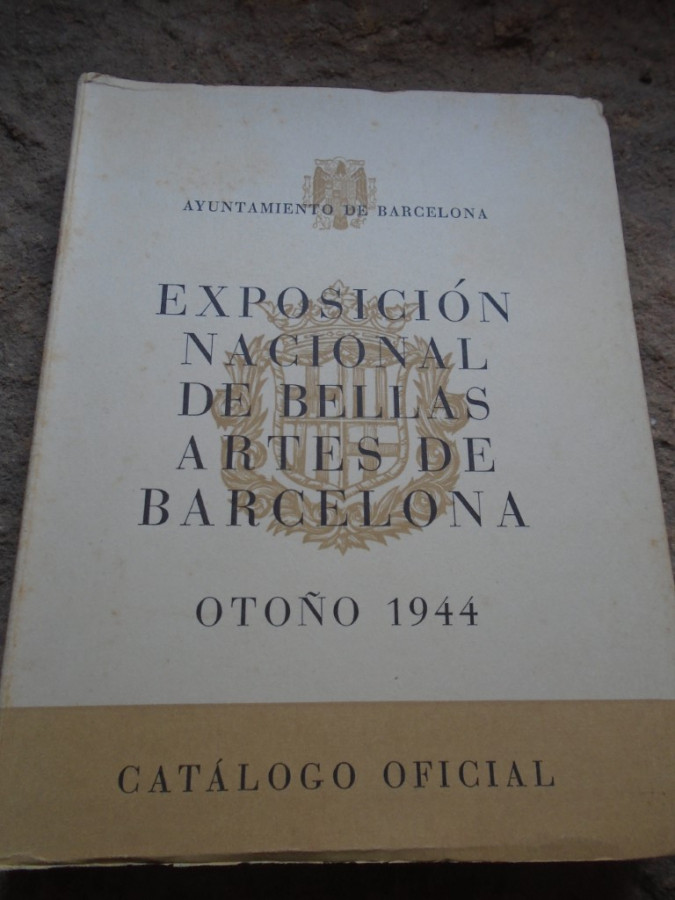 AYUNTAMIENTO DE BARCELONA
EXPOSICIÓN
NACIONAL
DE BELLAS
ARTES DE
BARCELONA
OTOÑO 1944
CATÁLOGO OFICIAL